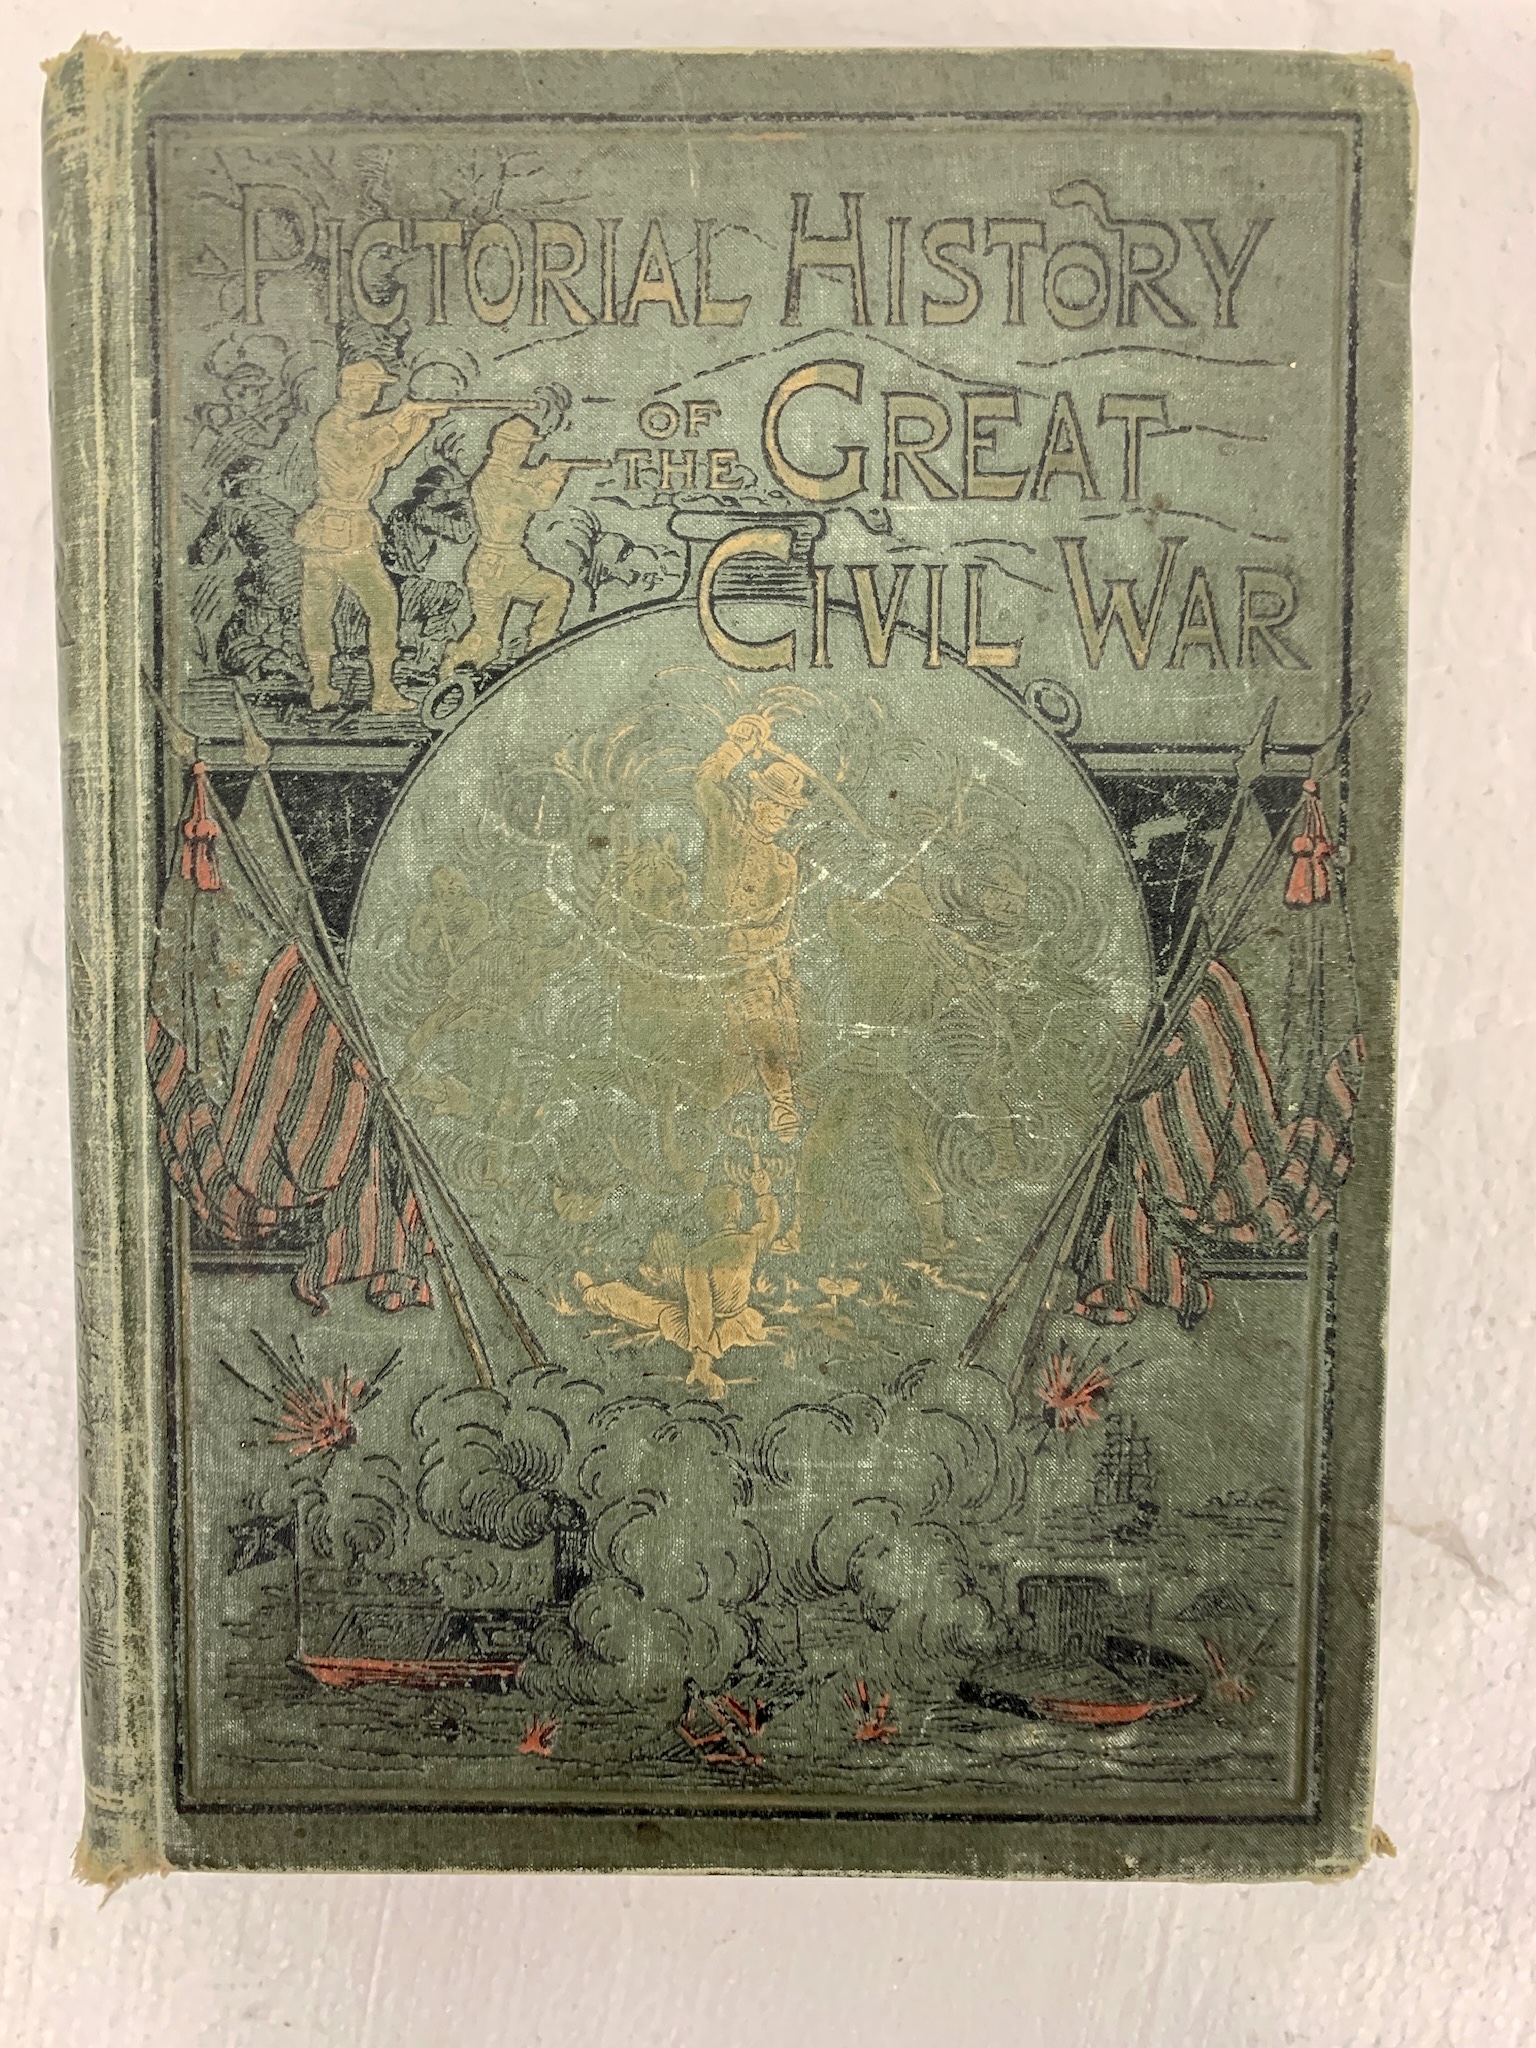 PICTORIAL HISTORY
OF
THE GREAT
CIVIL WAR